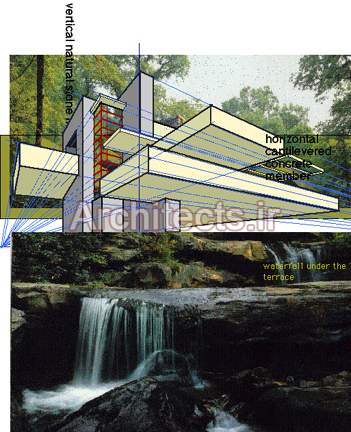 vertical natural stone
horizontal
cantilevered
concrete
member
Architects.ir
waterfall under the
terrace